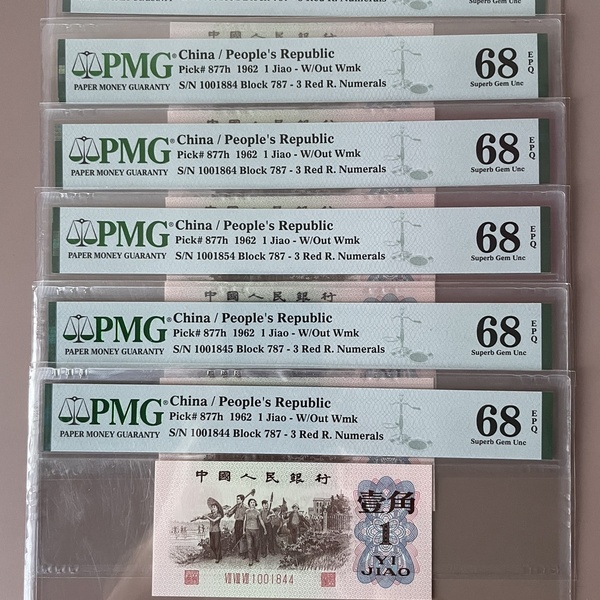 PMG
PAPER MONEY GUARANTY
China / People's Republic
Pick# 877h 1962 1 Jiao - W/Out Wmk
S/N 1001884 Block 787 - 3 Red R. Numerals
68 EPQ
Superb Gem Unc
PMG
PAPER MONEY GUARANTY
China / People's Republic
Pick# 877h 1962 1 Jiao - W/Out Wmk
S/N 1001864 Block 787 - 3 Red R. Numerals
68 EPQ
Superb Gem Unc
PMG
PAPER MONEY GUARANTY
China / People's Republic
Pick# 877h 1962 1 Jiao - W/Out Wmk
S/N 1001854 Block 787 - 3 Red R. Numerals
68 EPQ
Superb Gem Unc
中國人民銀行
PMG
PAPER MONEY GUARANTY
China / People's Republic
Pick# 877h 1962 1 Jiao - W/Out Wmk
S/N 1001845 Block 787 - 3 Red R. Numerals
68 EPQ
Superb Gem Unc
PMG
PAPER MONEY GUARANTY
China / People's Republic
Pick# 877h 1962 1 Jiao - W/Out Wmk
S/N 1001844 Block 787 - 3 Red R. Numerals
68 EPQ
Superb Gem Unc
中國人民銀行
壹角
1
YI
JIAO
VII VIII VII 1001844